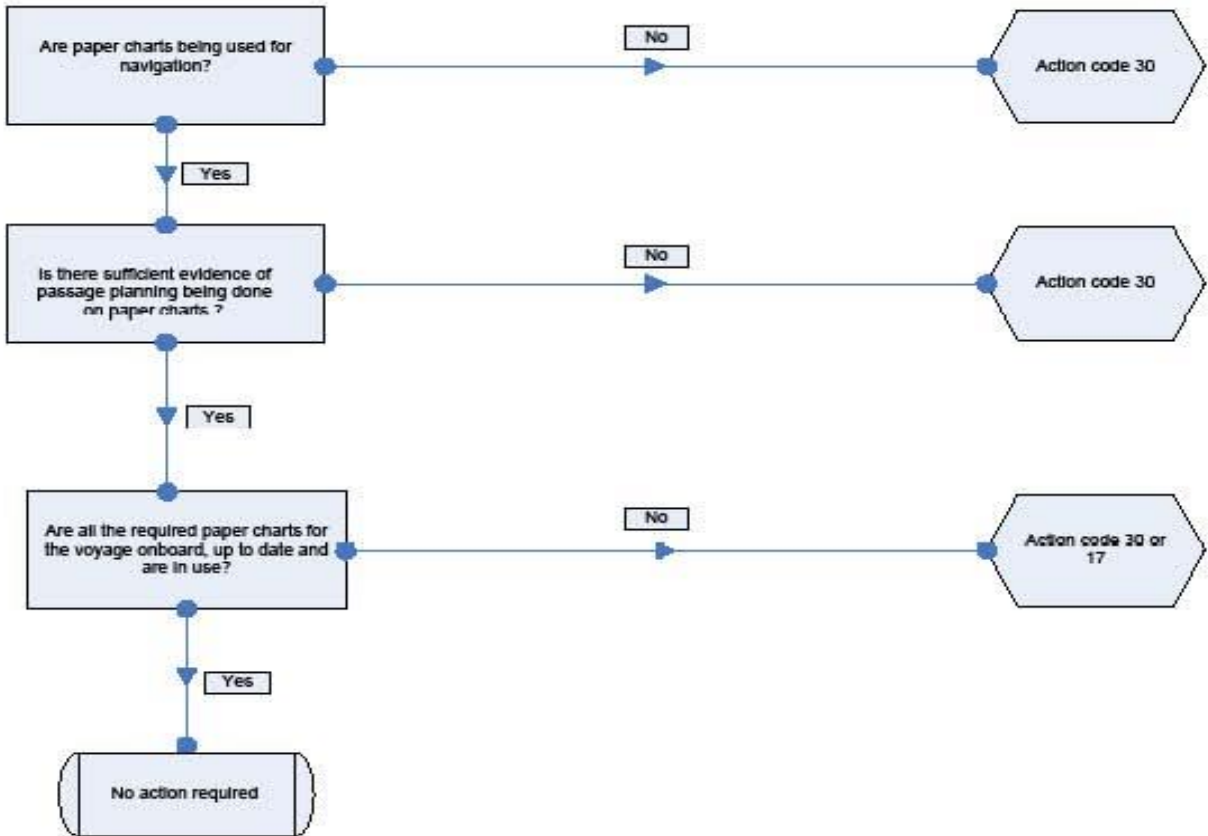 Are paper charts being used for
navigation?
No
Action code 30
Yes
Is there sufficient evidence of
passage planning being done
on paper charts ?
No
Action code 30
Yes
Are all the required paper charts for
the voyage onboard, up to date and
are in use?
No
Action code 30 or
17
Yes
No action required